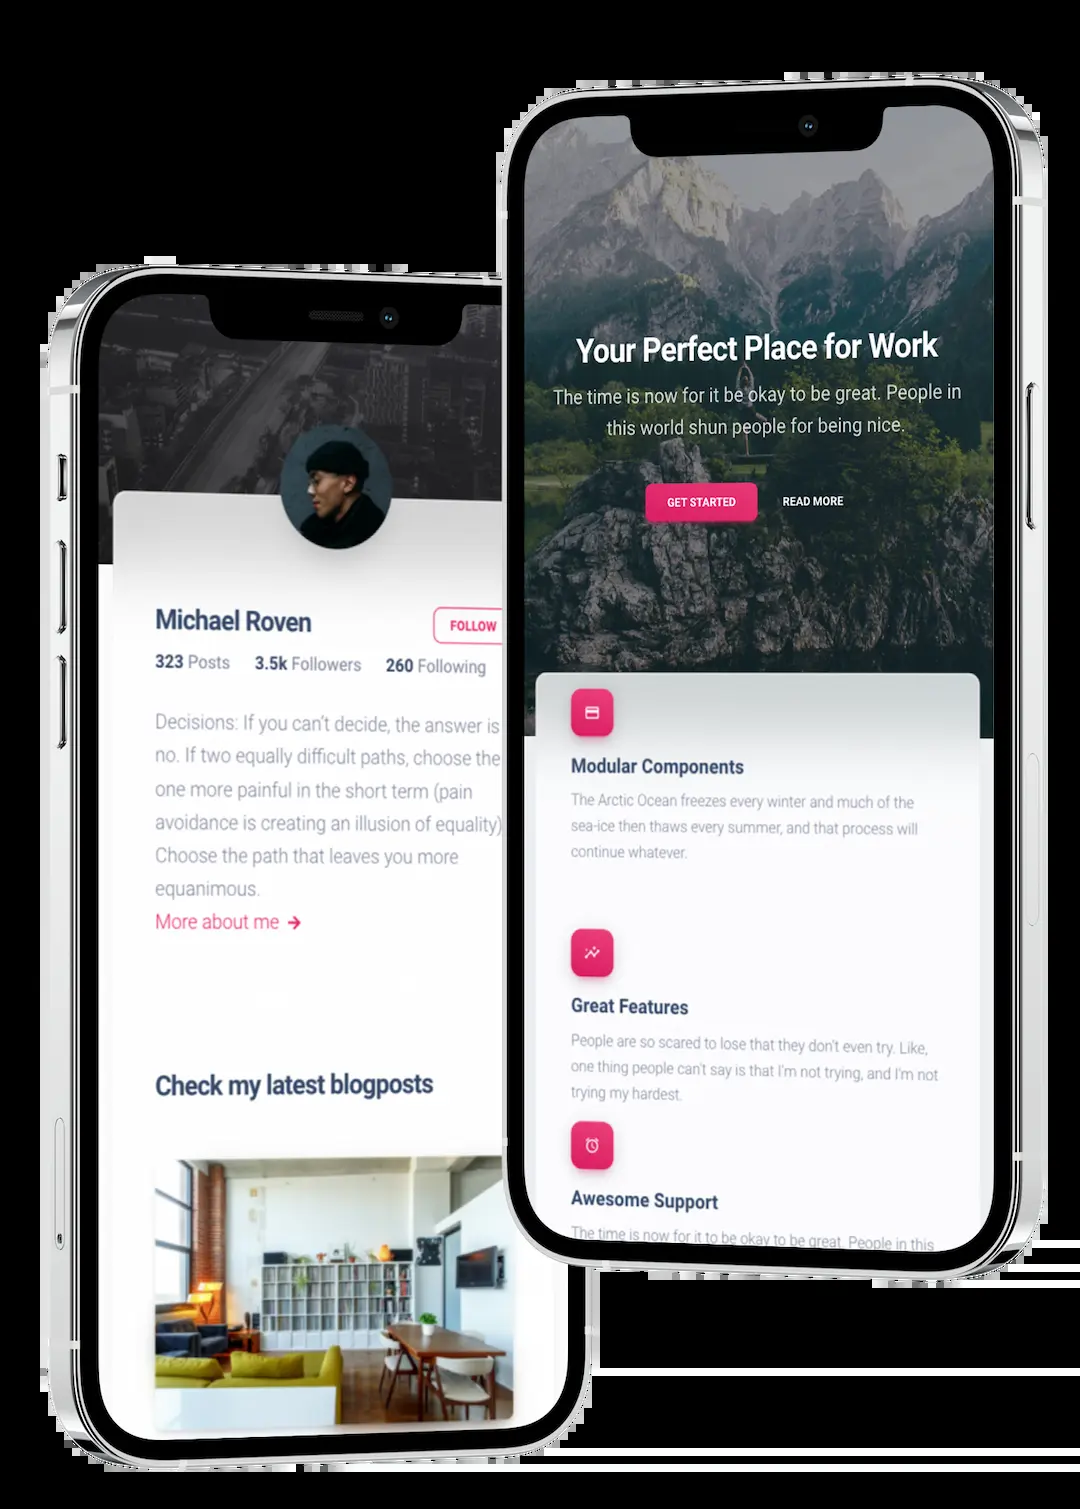 Your Perfect Place for Work
The time is now for it be okay to be great. People in
this world shun people for being nice.
GET STARTED
READ MORE
Modular Components
The Arctic Ocean freezes every winter and much of the
sea-ice then thaws every summer, and that process will
continue whatever.
Great Features
People are so scared to lose that they don't even try. Like,
one thing people can't say is that I'm not trying, and I'm not
trying my hardest.
Awesome Support
The time is now for it to be okay to be great. People in this
Michael Roven
FOLLOW
323 Posts
3.5k Followers
260 Following
Decisions: If you can't decide, the answer is
no. If two equally difficult paths, choose the
one more painful in the short term (pain
avoidance is creating an illusion of equality)
Choose the path that leaves you more
equanimous.
More about me →
Check my latest blogposts